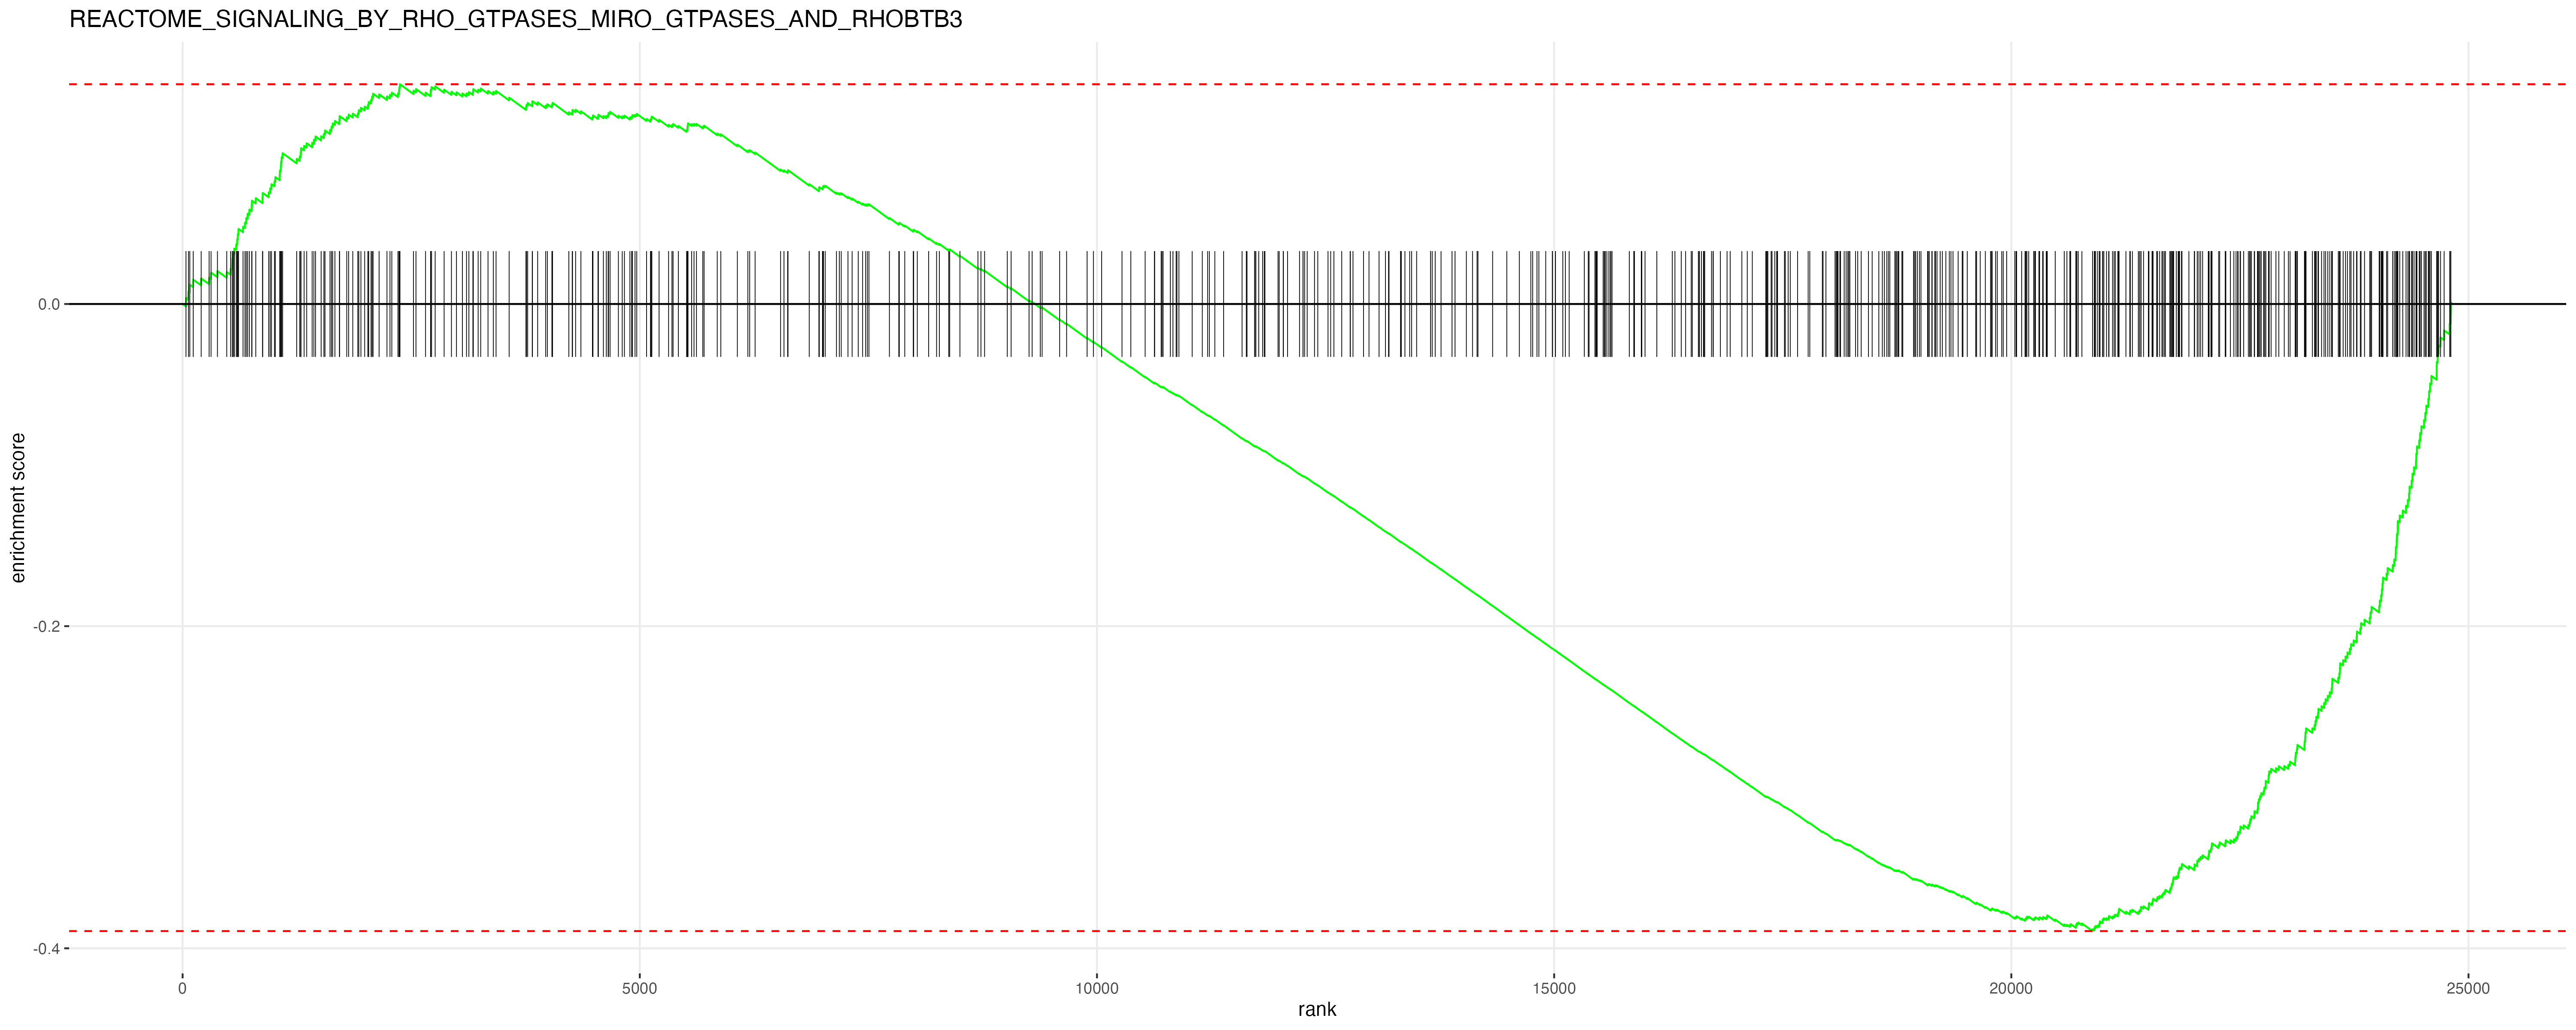 REACTOME_SIGNALING_BY_RHO_GTPASES_MIRO_GTPASES_AND_RHOBTB3
enrichment score
0.0
-0.2
-0.4
0 5000 10000 15000 20000 25000
rank